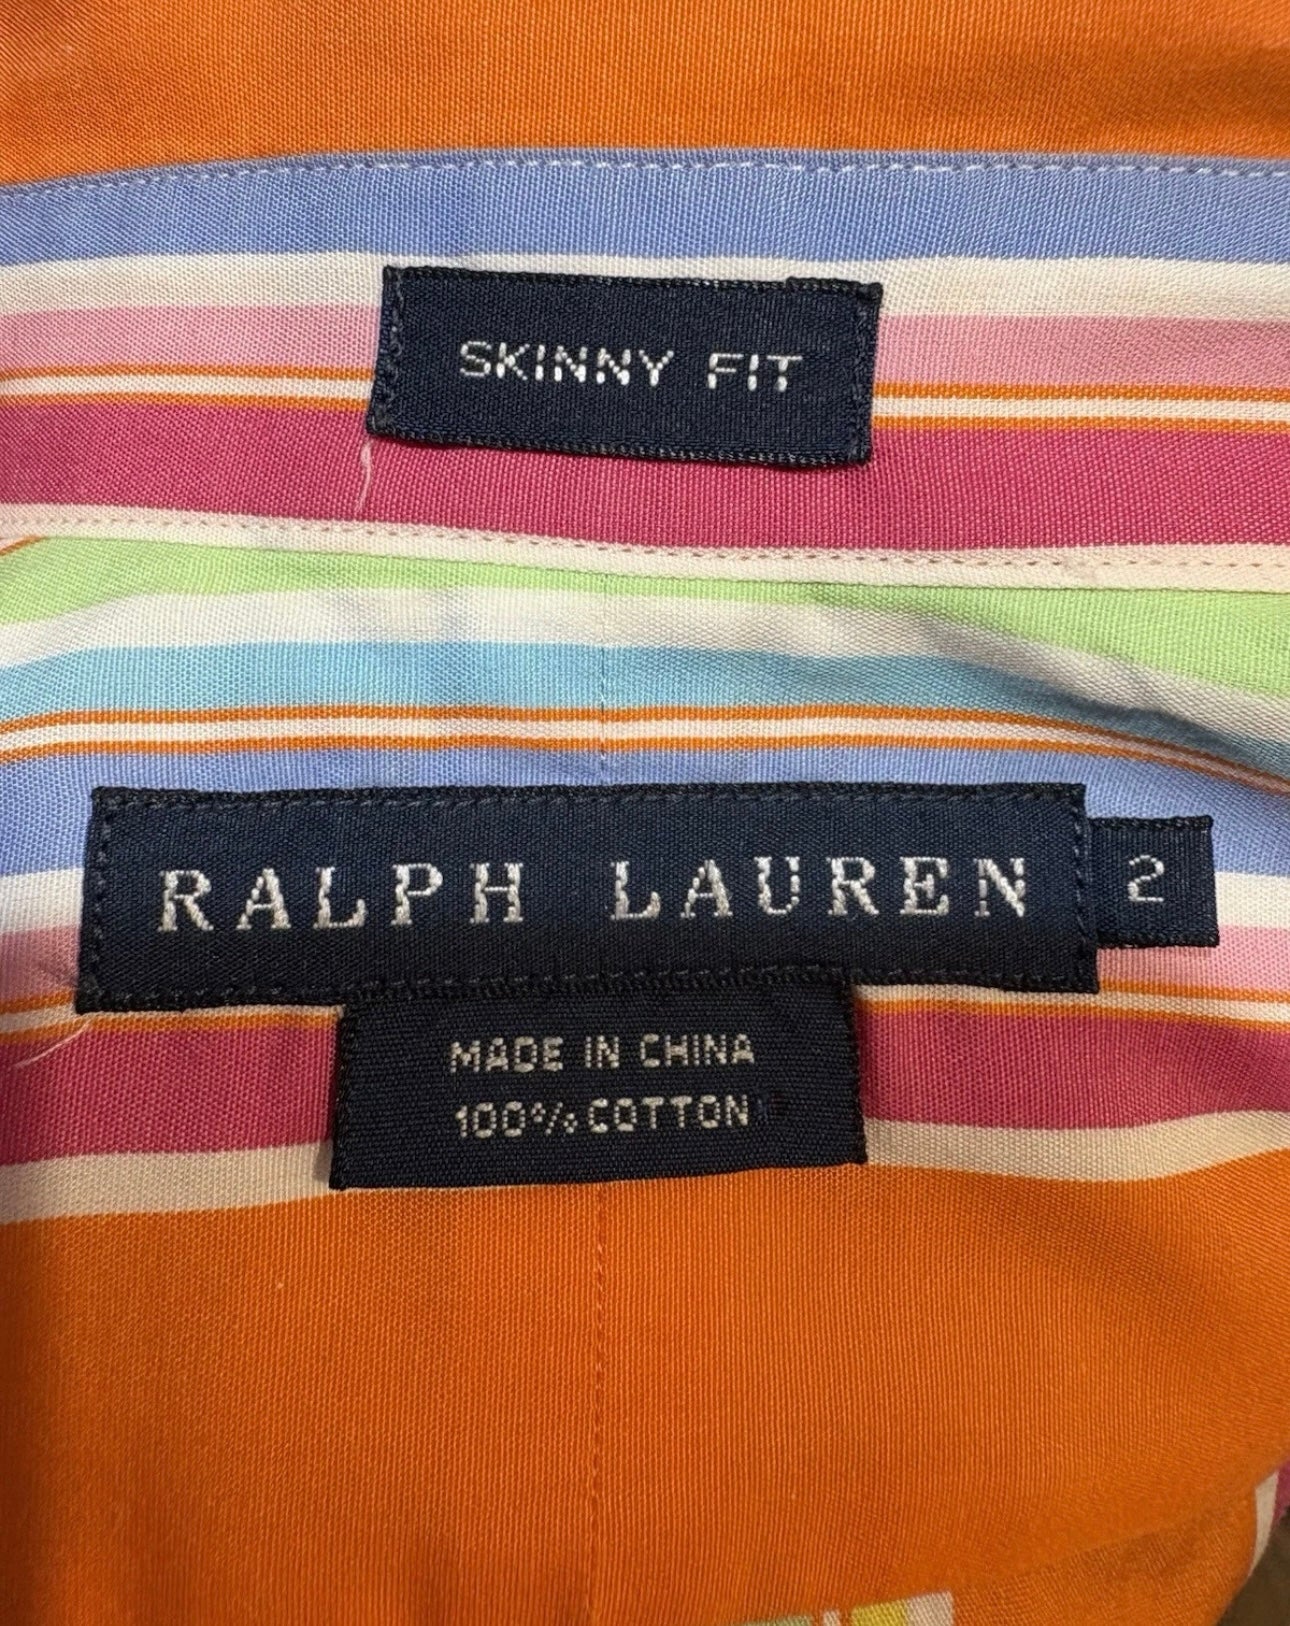 SKINNY FIT
RALPH LAUREN 2
MADE IN CHINA
100% COTTON